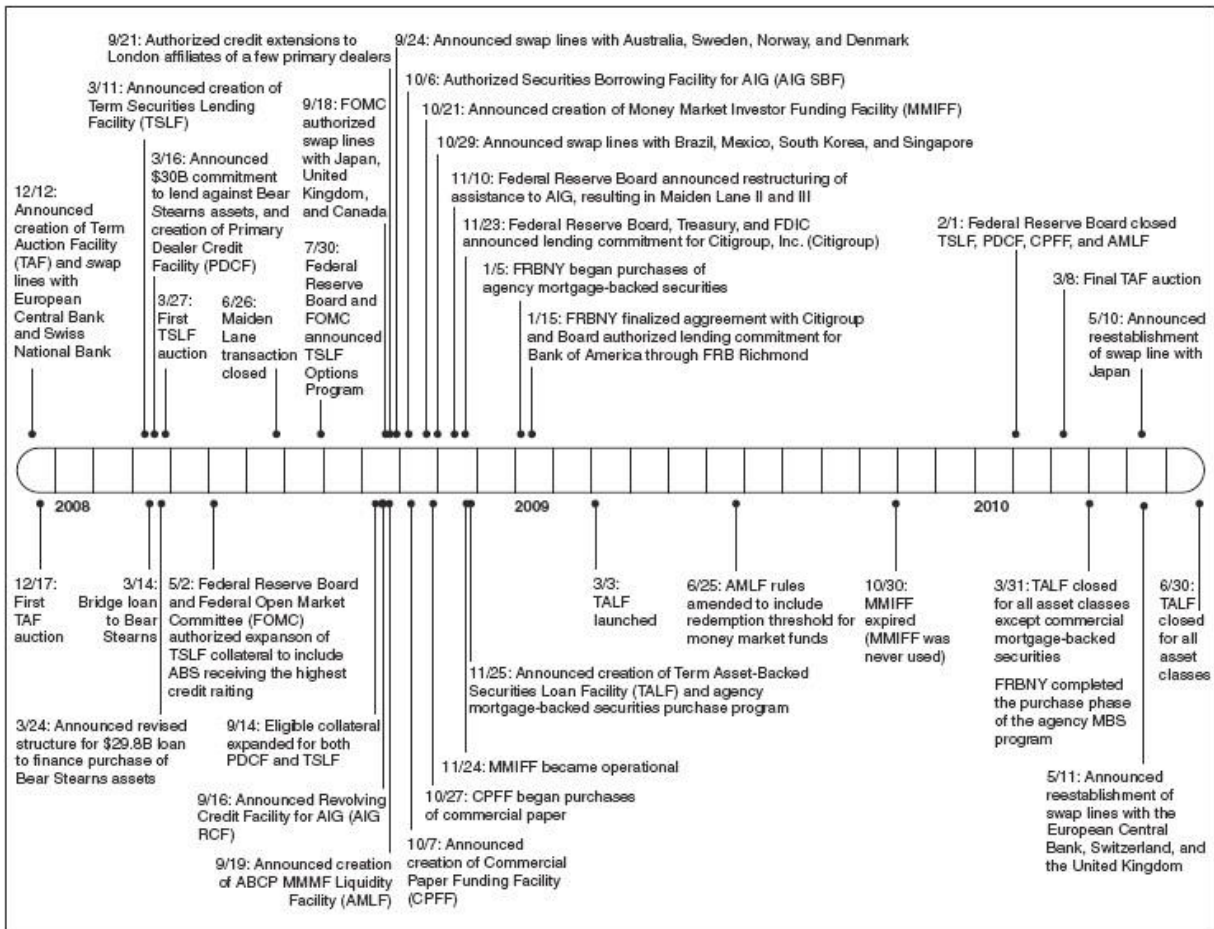 9/21: Authorized credit extensions to
London affiliates of a few primary dealers
9/24: Announced swap lines with Australia, Sweden, Norway, and Denmark
3/11: Announced creation of
Term Securities Lending
Facility (TSLF)
9/18: FOMC
authorized
swap lines
with Japan,
United
Kingdom,
and Canada
10/6: Authorized Securities Borrowing Facility for AIG (AIG SBF)
10/21: Announced creation of Money Market Investor Funding Facility (MMIFF)
10/29: Announced swap lines with Brazil, Mexico, South Korea, and Singapore
12/12:
Announced
creation of Term
Auction Facility
(TAF) and swap
lines with
European
Central Bank
and Swiss
National Bank
3/16: Announced
$30B commitment
to lend against Bear
Stearns assets, and
creation of Primary
Dealer Credit
Facility (PDCF)
11/10: Federal Reserve Board announced restructuring of
assistance to AIG, resulting in Maiden Lane II and III
11/23: Federal Reserve Board, Treasury, and FDIC
announced lending commitment for Citigroup, Inc. (Citigroup)
2/1: Federal Reserve Board closed
TSLF, PDCF, CPFF, and AMLF
7/30:
Federal
Reserve
Board and
FOMC
announced
TSLF
Options
Program
1/5: FRBNY began purchases of
agency mortgage-backed securities
3/8: Final TAF auction
3/27:
First
TSLF
auction
6/26:
Maiden
Lane
transaction
closed
1/15: FRBNY finalized aggreement with Citigroup
and Board authorized lending commitment for
Bank of America through FRB Richmond
5/10: Announced
reestablishment
of swap line with
Japan
2008
2009
2010
12/17:
First
TAF
auction
3/14:
Bridge loan
to Bear
Stearns
5/2: Federal Reserve Board
and Federal Open Market
Committee (FOMC)
authorized expansion of
TSLF collateral to include
ABS receiving the highest
credit raiting
3/3:
TALF
launched
6/25: AMLF rules
amended to include
redemption threshold for
money market funds
10/30:
MMIFF
expired
(MMIFF was
never used)
3/31: TALF closed
for all asset classes
except commercial
mortgage-backed
securities
FRBNY completed
the purchase phase
of the agency MBS
program
6/30:
TALF
closed
for all
asset
classes
11/25: Announced creation of Term Asset-Backed
Securities Loan Facility (TALF) and agency
mortgage-backed securities purchase program
3/24: Announced revised
structure for $29.8B loan
to finance purchase of
Bear Stearns assets
9/14: Eligible collateral
expanded for both
PDCF and TSLF
11/24: MMIFF became operational
9/16: Announced Revolving
Credit Facility for AIG (AIG
RCF)
10/27: CPFF began purchases
of commercial paper
5/11: Announced
reestablishment of
swap lines with the
European Central
Bank, Switzerland, and
the United Kingdom
9/19: Announced creation
of ABCP MMMF Liquidity
Facility (AMLF)
10/7: Announced
creation of Commercial
Paper Funding Facility
(CPFF)